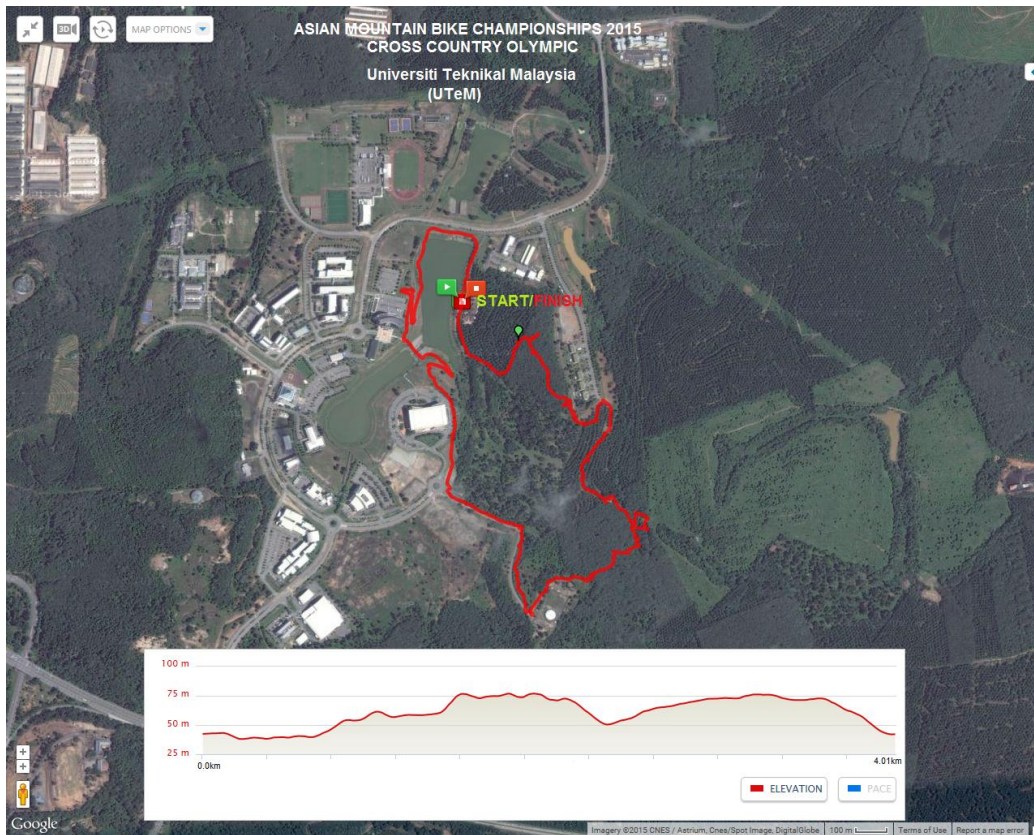 3D
MAP OPTIONS
ASIAN MOUNTAIN BIKE CHAMPIONSHIPS 2015
CROSS COUNTRY OLYMPIC
Universiti Teknikal Malaysia
(UTeM)
START/FINISH
100 m
75 m
50 m
25 m
0.0km
4.01km
ELEVATION
PACE
Google
Imagery ©2015 CNES / Astrium, Cnes/Spot Image, DigitalGlobe
100 m
Terms of Use
Report a map error